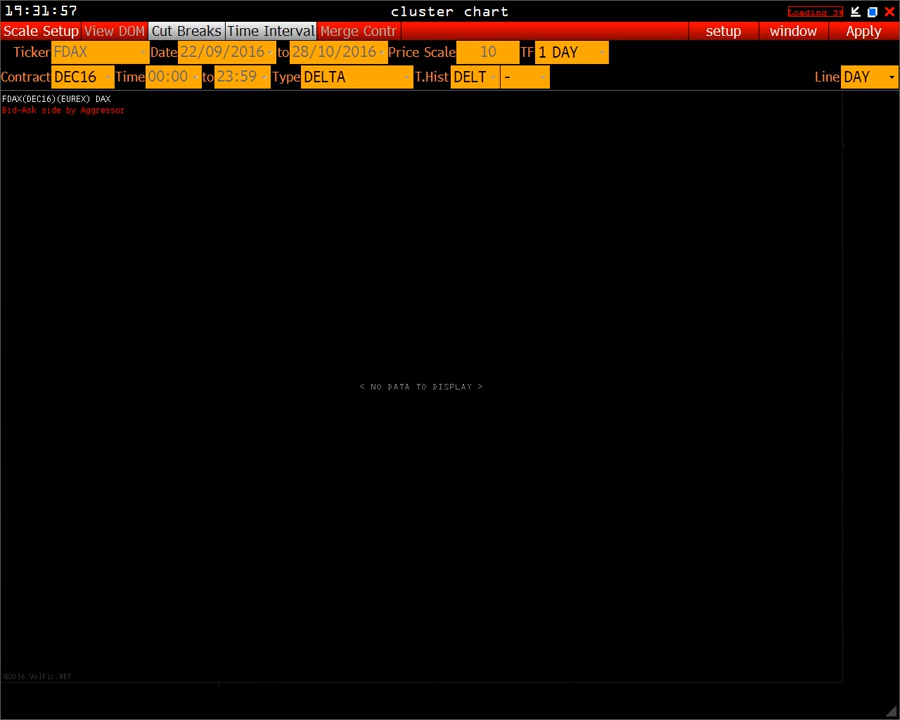 19:31:57 cluster chart Loading
Scale Setup View DOM Cut Breaks Time Interval Merge Contr setup window Apply
Ticker FDAX Date 22/09/2016 to 28/10/2016 Price Scale 10 TF 1 DAY
Contract DEC16 Time 00:00 to 23:59 Type DELTA T.Hist DELT - Line DAY
FDAX(DEC16)(EUREX) DAX
Bid-Ask side by Aggressor
< NO DATA TO DISPLAY >
©2016 VolFix.NET